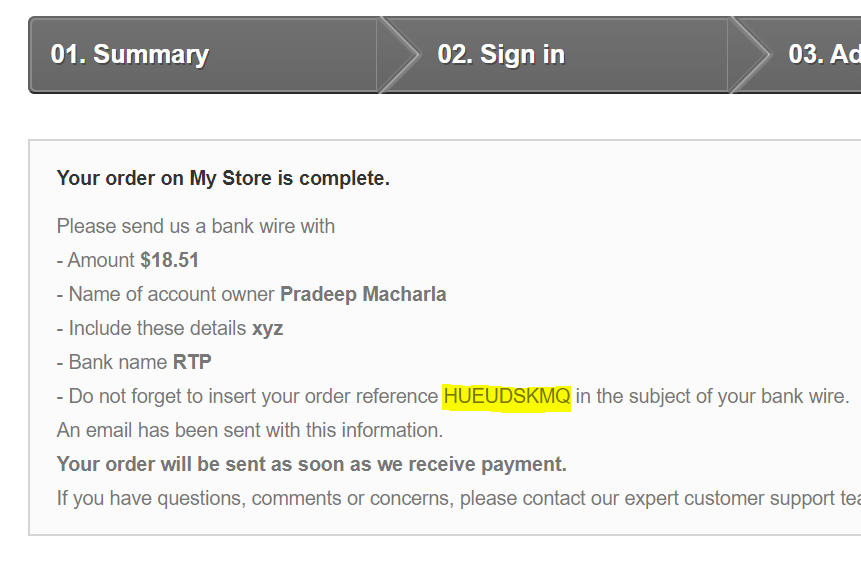 01. Summary
02. Sign in
03. Ad
Your order on My Store is complete.
Please send us a bank wire with
- Amount $18.51
- Name of account owner Pradeep Macharla
- Include these details xyz
- Bank name RTP
- Do not forget to insert your order reference HUEUDSKMQ in the subject of your bank wire.
An email has been sent with this information.
Your order will be sent as soon as we receive payment.
If you have questions, comments or concerns, please contact our expert customer support tea